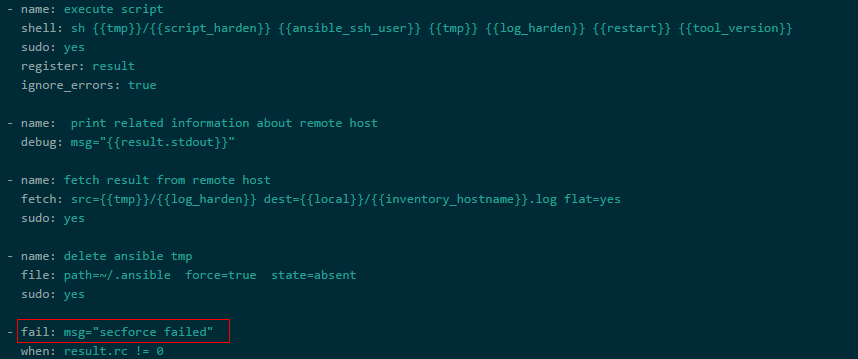 - name: execute script
  shell: sh {{tmp}}/{{script_harden}} {{ansible_ssh_user}} {{tmp}} {{log_harden}} {{restart}} {{tool_version}}
  sudo: yes
  register: result
  ignore_errors: true
- name:  print related information about remote host
  debug: msg="{{result.stdout}}"
- name: fetch result from remote host
  fetch: src={{tmp}}/{{log_harden}} dest={{local}}/{{inventory_hostname}}.log flat=yes
  sudo: yes
- name: delete ansible tmp
  file: path=~/.ansible  force=true  state=absent
  sudo: yes
- fail: msg="secforce failed"
  when: result.rc != 0